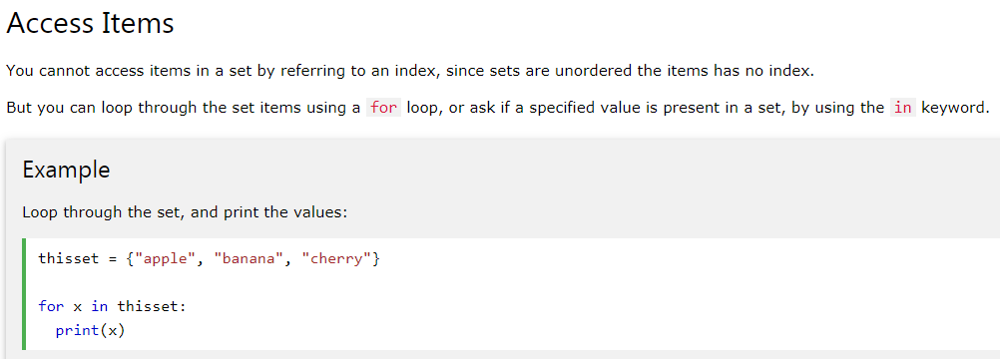 Access Items
You cannot access items in a set by referring to an index, since sets are unordered the items has no index.
But you can loop through the set items using a for loop, or ask if a specified value is present in a set, by using the in keyword.
Example
Loop through the set, and print the values:
thisset = {"apple", "banana", "cherry"}
for x in thisset:
  print(x)